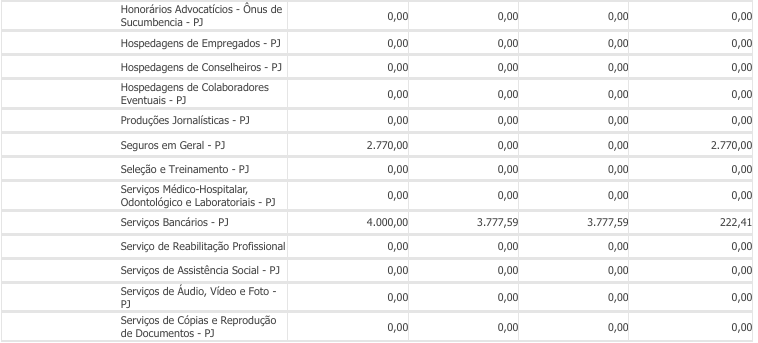 Honorários Advocatícios - Ônus de
Sucumbencia - PJ 0,00 0,00 0,00 0,00
Hospedagens de Empregados - PJ 0,00 0,00 0,00 0,00
Hospedagens de Conselheiros - PJ 0,00 0,00 0,00 0,00
Hospedagens de Colaboradores
Eventuais - PJ 0,00 0,00 0,00 0,00
Produções Jornalísticas - PJ 0,00 0,00 0,00 0,00
Seguros em Geral - PJ 2.770,00 0,00 0,00 2.770,00
Seleção e Treinamento - PJ 0,00 0,00 0,00 0,00
Serviços Médico-Hospitalar,
Odontológico e Laboratoriais - PJ 0,00 0,00 0,00 0,00
Serviços Bancários - PJ 4.000,00 3.777,59 3.777,59 222,41
Serviço de Reabilitação Profissional 0,00 0,00 0,00 0,00
Serviços de Assistência Social - PJ 0,00 0,00 0,00 0,00
Serviços de Áudio, Vídeo e Foto -
PJ 0,00 0,00 0,00 0,00
Serviços de Cópias e Reprodução
de Documentos - PJ 0,00 0,00 0,00 0,00